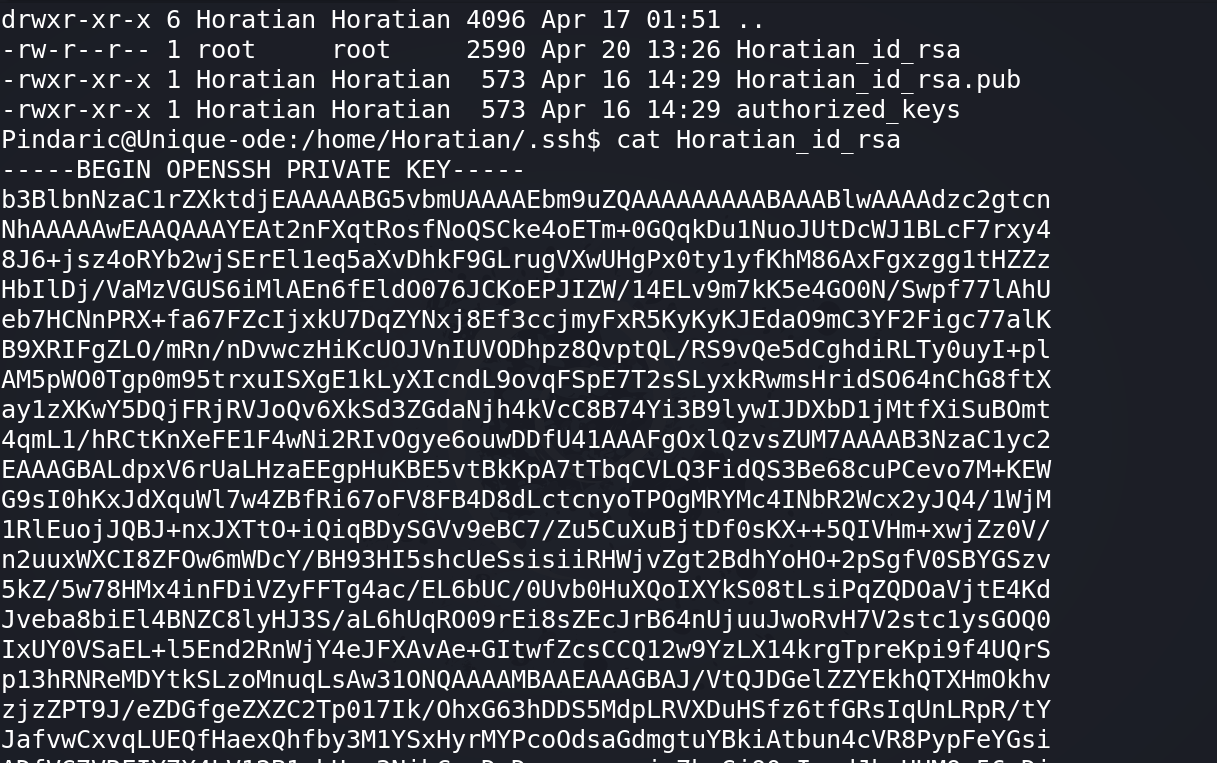 drwxr-xr-x 6 Horatian Horatian 4096 Apr 17 01:51 ..
-rw-r--r-- 1 root     root     2590 Apr 20 13:26 Horatian_id_rsa
-rwxr-xr-x 1 Horatian Horatian  573 Apr 16 14:29 Horatian_id_rsa.pub
-rwxr-xr-x 1 Horatian Horatian  573 Apr 16 14:29 authorized_keys
Pindaric@Unique-ode:/home/Horatian/.ssh$ cat Horatian_id_rsa
-----BEGIN OPENSSH PRIVATE KEY-----
b3BlbnNzaC1rZXktdjEAAAAABG5vbmUAAAAEbm9uZQAAAAAAAAABAAABlwAAAAdzc2gtcn
NhAAAAAwEAAQAAAYEAt2nFXqtRosfNoQSCke4oETm+0GQqkDu1NuoJUtDcWJ1BLcF7rxy4
8J6+jsz4oRYb2wjSErEl1eq5aXvDhkF9GLrugVXwUHgPx0ty1yfKhM86AxFgxzgg1tHZZz
HbIlDj/VaMzVGUS6iMlAEn6fEldO076JCKoEPJIZW/14ELv9m7kK5e4GO0N/Swpf77lAhU
eb7HCNnPRX+fa67FZcIjxkU7DqZYNxj8Ef3ccjmyFxR5KyKyKJEdaO9mC3YF2Figc77alK
B9XRIFgZLO/mRn/nDvwczHiKcUOJVnIUVODhpz8QvptQL/RS9vQe5dCghdiRLTy0uyI+pl
AM5pWO0Tgp0m95trxuISXgE1kLyXIcndL9ovqFSpE7T2sSLyxkRwmsHridSO64nChG8ftX
ay1zXKwY5DQjFRjRVJoQv6XkSd3ZGdaNjh4kVcC8B74Yi3B9lywIJDXbD1jMtfXiSuBOmt
4qmL1/hRCtKnXeFE1F4wNi2RIvOgye6ouwDDfU41AAAFgOxlQzvsZUM7AAAAB3NzaC1yc2
EAAAGBALdpxV6rUaLHzaEEgpHuKBE5vtBkKpA7tTbqCVLQ3FidQS3Be68cuPCevo7M+KEW
G9sI0hKxJdXquWl7w4ZBfRi67oFV8FB4D8dLctcnyoTPOgMRYMc4INbR2Wcx2yJQ4/1WjM
1RlEuojJQBJ+nxJXTtO+iQiqBDySGVv9eBC7/Zu5CuXuBjtDf0sKX++5QIVHm+xwjZz0V/
n2uuxWXCI8ZFOw6mWDcY/BH93HI5shcUeSsisiiRHWjvZgt2BdhYoHO+2pSgfV0SBYGSzv
5kZ/5w78HMx4inFDiVZyFFTg4ac/EL6bUC/0Uvb0HuXQoIXYkS08tLsiPqZQDOaVjtE4Kd
Jveba8biEl4BNZC8lyHJ3S/aL6hUqRO09rEi8sZEcJrB64nUjuuJwoRvH7V2stc1ysGOQ0
IxUY0VSaEL+l5End2RnWjY4eJFXAvAe+GItwfZcsCCQ12w9YzLX14krgTpreKpi9f4UQrS
p13hRNReMDYtkSLzoMnuqLsAw31ONQAAAAMBAAEAAAGBAJ/VtQJDGelZZYEkhQTXHmOkhv
zjzZPT9J/eZDGfgeZXZC2Tp017Ik/OhxG63hDDS5MdpLRVXDuHSfz6tfGRsIqUnLRpR/tY
JafvwCxvqLUEQfHaexQhfby3M1YSxHyrMYPcoOdsaGdmgtuYBkiAtbun4cVR8PypFeYGsi